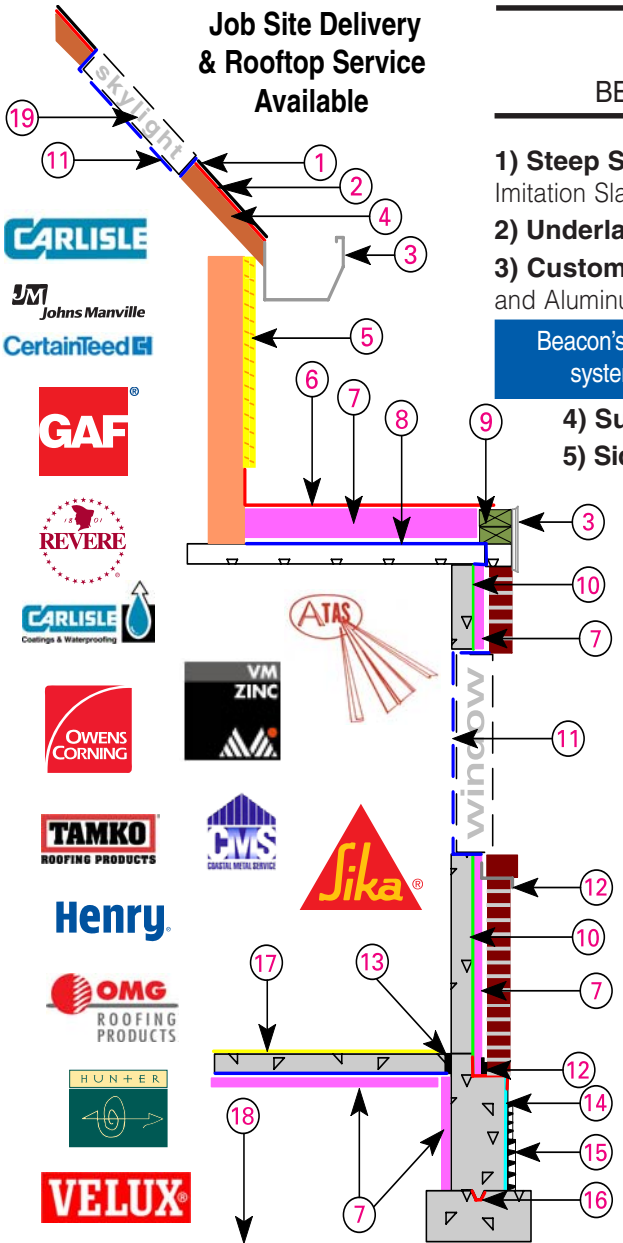 Job Site Delivery
& Rooftop Service
Available
BE
1) Steep S
Imitation Sla
2) Underla
3) Custom
and Aluminu
Beacon's
system
4) Su
5) Sid
skylight
19
11
1
2
4
3
CARLISLE
JM
Johns Manville
CertainTeed
5
GAF®
6
7
8
9
3
1801
REVERE
®
10
CARLISLE
Coatings & Waterproofing
ATAS
7
VM
ZINC
window
11
OWENS
CORNING
TAMKO®
ROOFING PRODUCTS
CMS
COASTAL METAL SERVICE
Sika®
12
Henry®
10
17
13
7
OMG
ROOFING
PRODUCTS
12
HUNTER
14
18
15
VELUX®
7
16